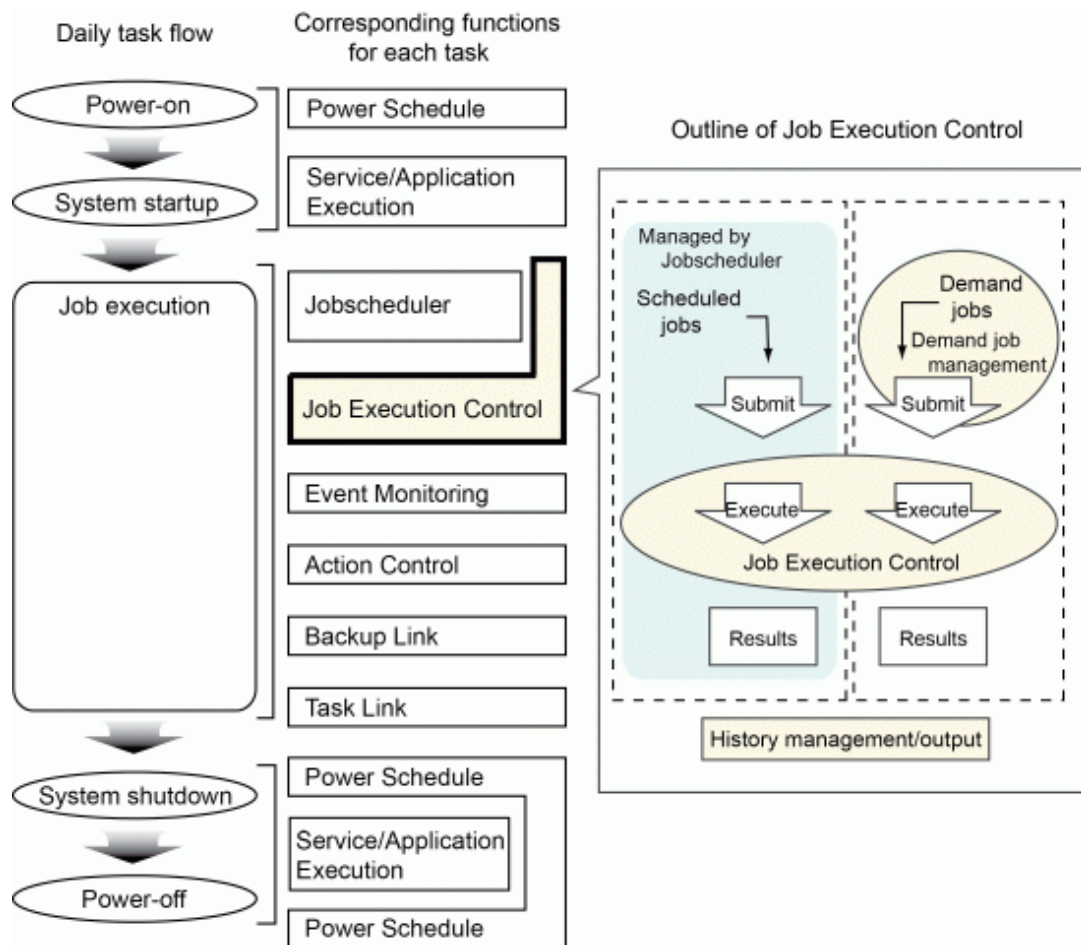 Daily task flow
Corresponding functions
for each task
Power-on
System startup
Job execution
System shutdown
Power-off
Power Schedule
Service/Application
Execution
Jobscheduler
Job Execution Control
Event Monitoring
Action Control
Backup Link
Task Link
Power Schedule
Service/Application
Execution
Power Schedule
Outline of Job Execution Control
Managed by
Jobscheduler
Scheduled
jobs
Submit
Demand
jobs
Demand job
management
Submit
Execute
Execute
Job Execution Control
Results
Results
History management/output